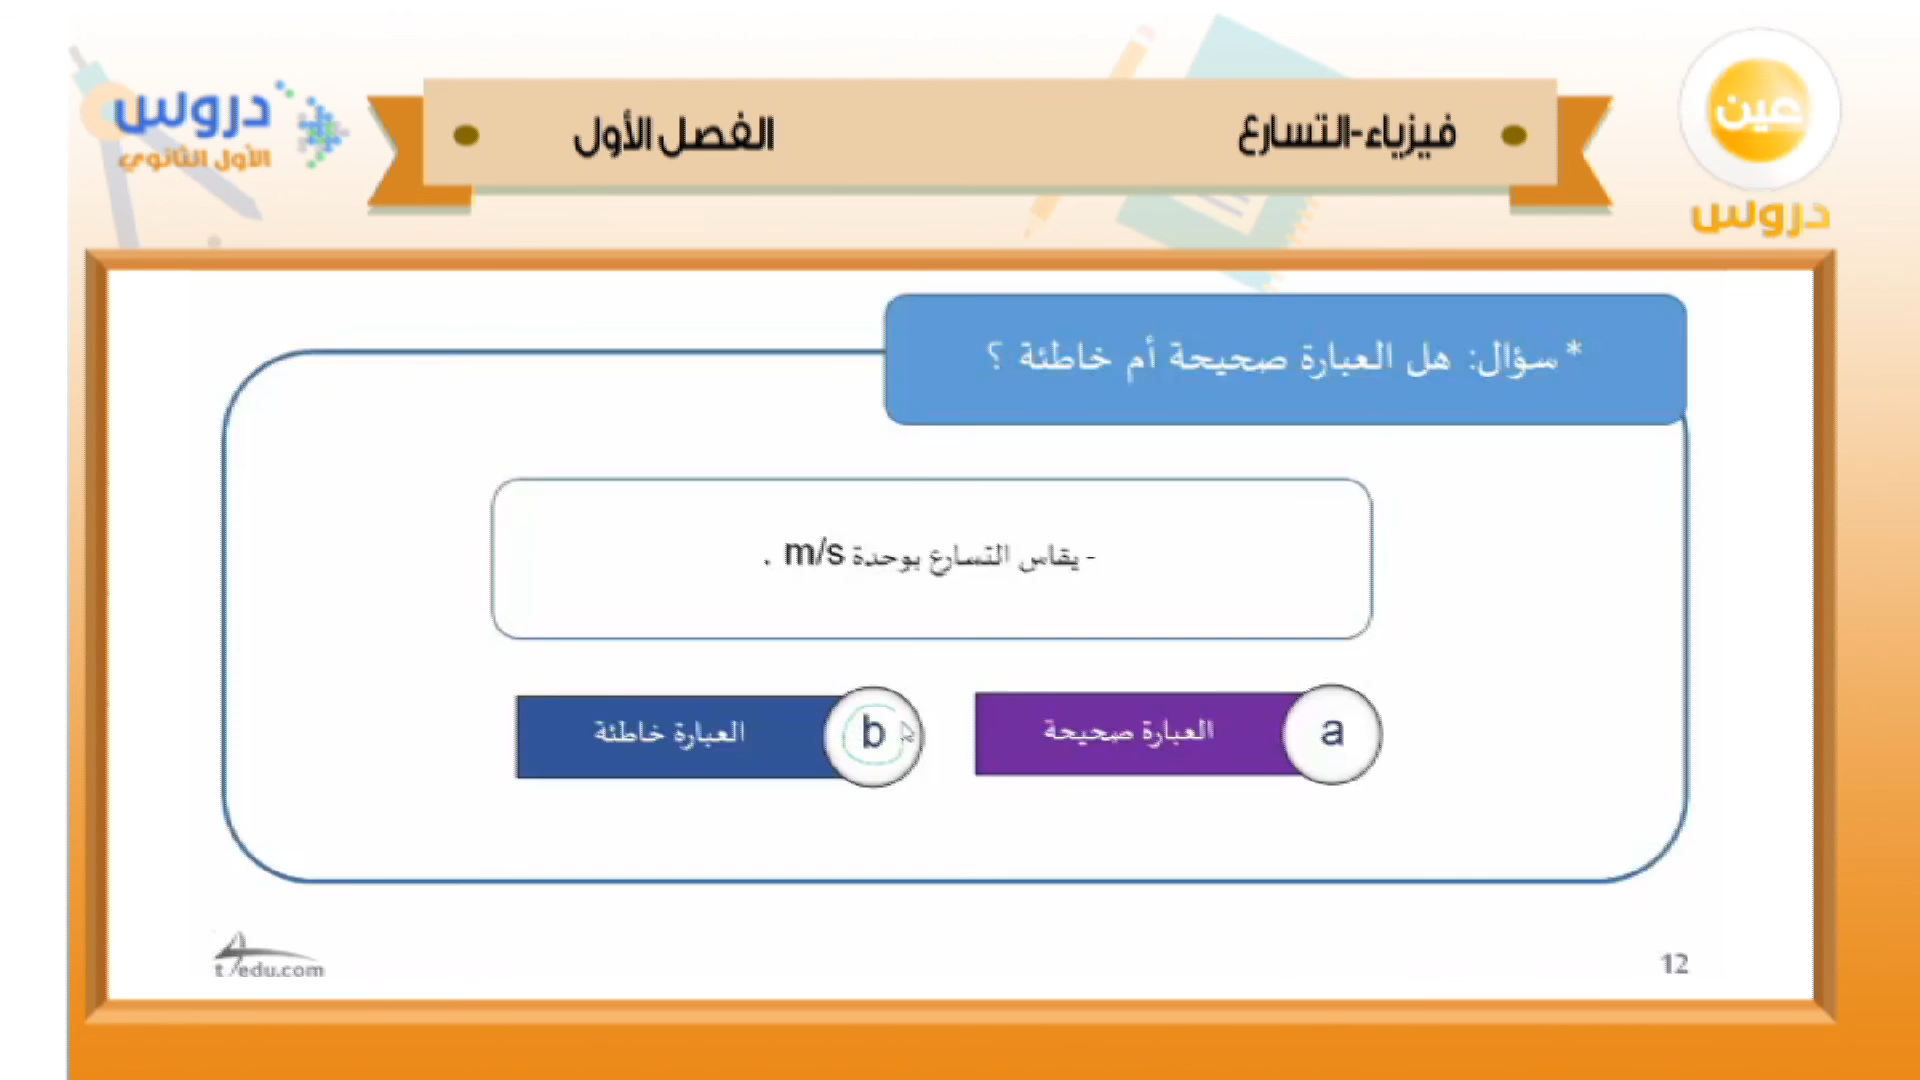 عين
دروس
فيزياء-التسارع
الفصل الأول
دروس
الأول الثانوي
* سؤال: هل العبارة صحيحة أم خاطئة ؟
- يقاس التسارع بوحدة m/s .
a
العبارة صحيحة
b
العبارة خاطئة
t4edu.com
12